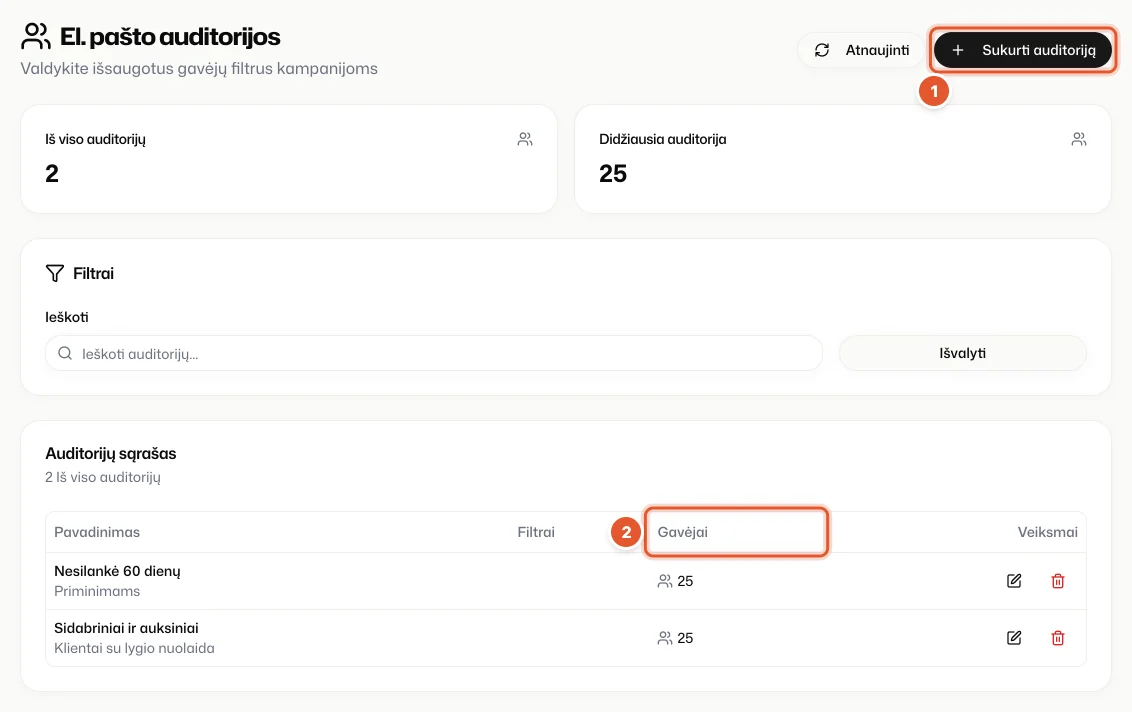 El. pašto auditorijos
Valdykite išsaugotus gavėjų filtrus kampanijoms
Atnaujinti
Sukurti auditoriją
1
Iš viso auditorijų
2
Didžiausia auditorija
25
Filtrai
Ieškoti
Ieškoti auditorijų...
Išvalyti
Auditorijų sąrašas
2 Iš viso auditorijų
Pavadinimas Filtrai 2 Gavėjai Veiksmai
Nesilankė 60 dienų
Priminimams
25
Sidabriniai ir auksiniai
Klientai su lygio nuolaida
25